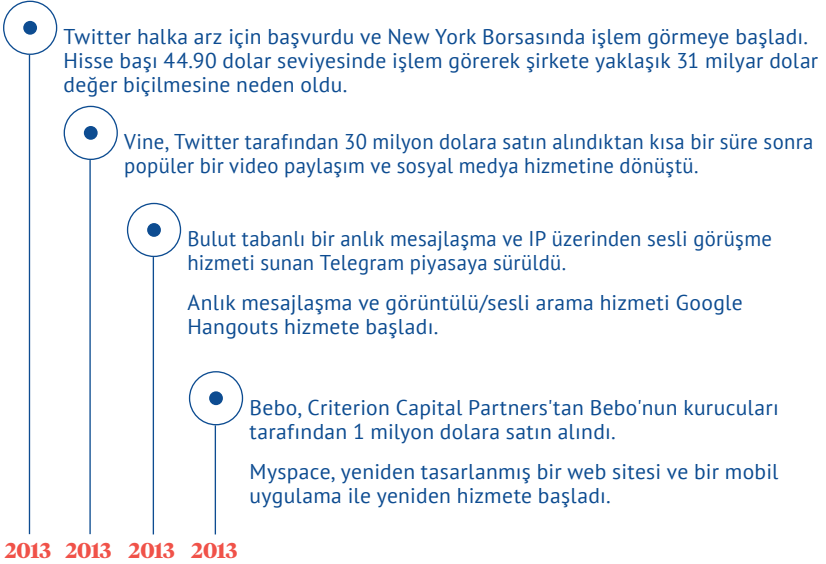 Twitter halka arz için başvurdu ve New York Borsasında işlem görmeye başladı.
Hisse başı 44.90 dolar seviyesinde işlem görerek şirkete yaklaşık 31 milyar dolar
değer biçilmesine neden oldu.
Vine, Twitter tarafından 30 milyon dolara satın alındıktan kısa bir süre sonra
popüler bir video paylaşım ve sosyal medya hizmetine dönüştü.
Bulut tabanlı bir anlık mesajlaşma ve IP üzerinden sesli görüşme
hizmeti sunan Telegram piyasaya sürüldü.
Anlık mesajlaşma ve görüntülü/sesli arama hizmeti Google
Hangouts hizmete başladı.
Bebo, Criterion Capital Partners'tan Bebo'nun kurucuları
tarafından 1 milyon dolara satın alındı.
Myspace, yeniden tasarlanmış bir web sitesi ve bir mobil
uygulama ile yeniden hizmete başladı.
2013 2013 2013 2013